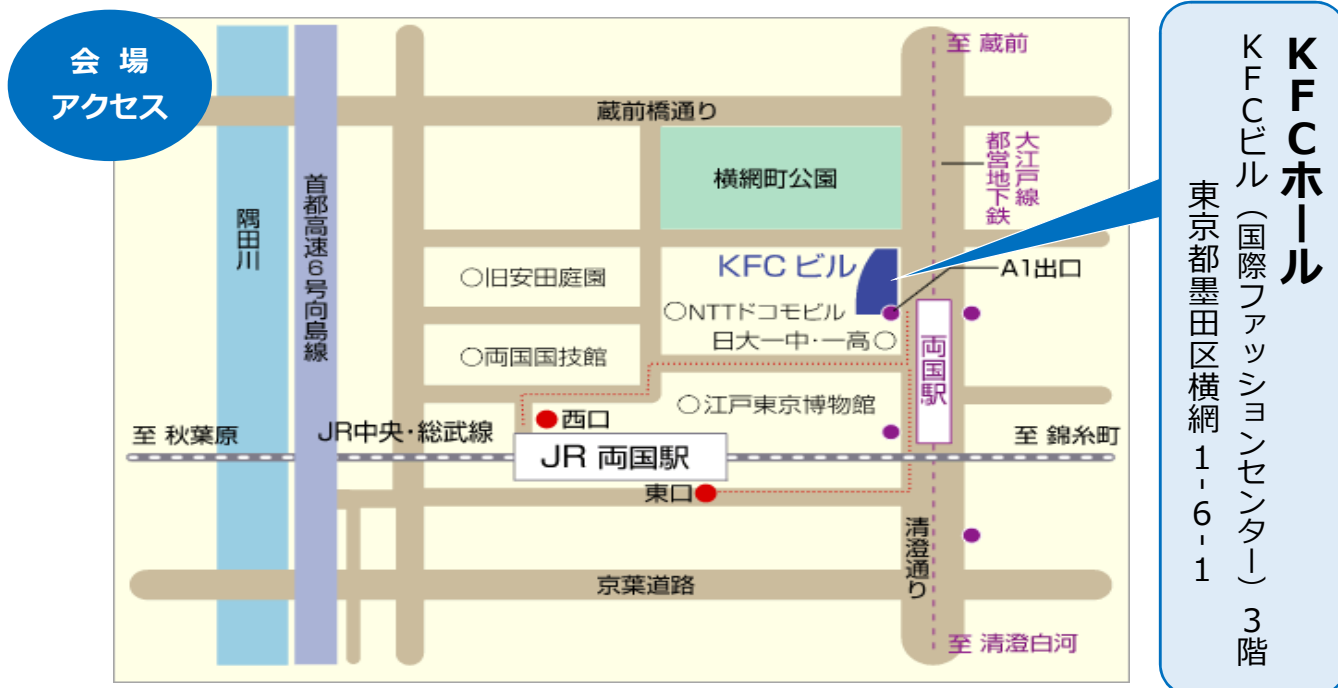 会 場
アクセス
至 蔵前
蔵前橋通り
大江戸線
都営地下鉄
横網町公園
首都高速6号向島線
隅田川
KFC ビル
A1出口
○旧安田庭園
○NTTドコモビル
日大一中・一高○
○両国国技館
両国駅
○江戸東京博物館
西口
至 秋葉原
JR中央・総武線
至 錦糸町
JR 両国駅
東口
清澄通り
京葉道路
至 清澄白河
KFCホール
KFCビル（国際ファッションセンター）3階
東京都墨田区横網1-6-1